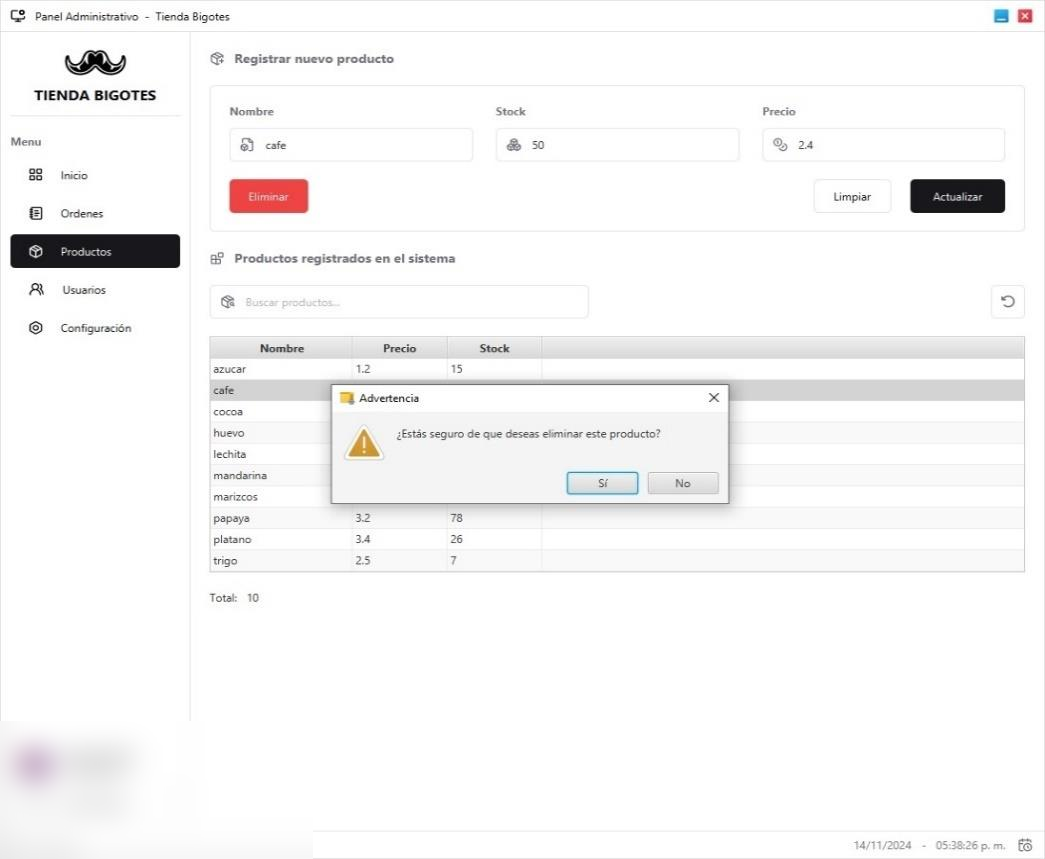 Panel Administrativo - Tienda Bigotes
TIENDA BIGOTES
Menu
Inicio
Ordenes
Productos
Usuarios
Configuración
Registrar nuevo producto
Nombre Stock Precio
cafe 50 2.4
Eliminar Limpiar Actualizar
Productos registrados en el sistema
Buscar productos...
Nombre Precio Stock
azucar 1.2 15
cafe
cocoa
huevo
lechita
mandarina
marizcos
papaya 3.2 78
platano 3.4 26
trigo 2.5 7
Advertencia
¿Estás seguro de que deseas eliminar este producto?
Sí No
Total: 10
14/11/2024 - 05:38:26 p. m.